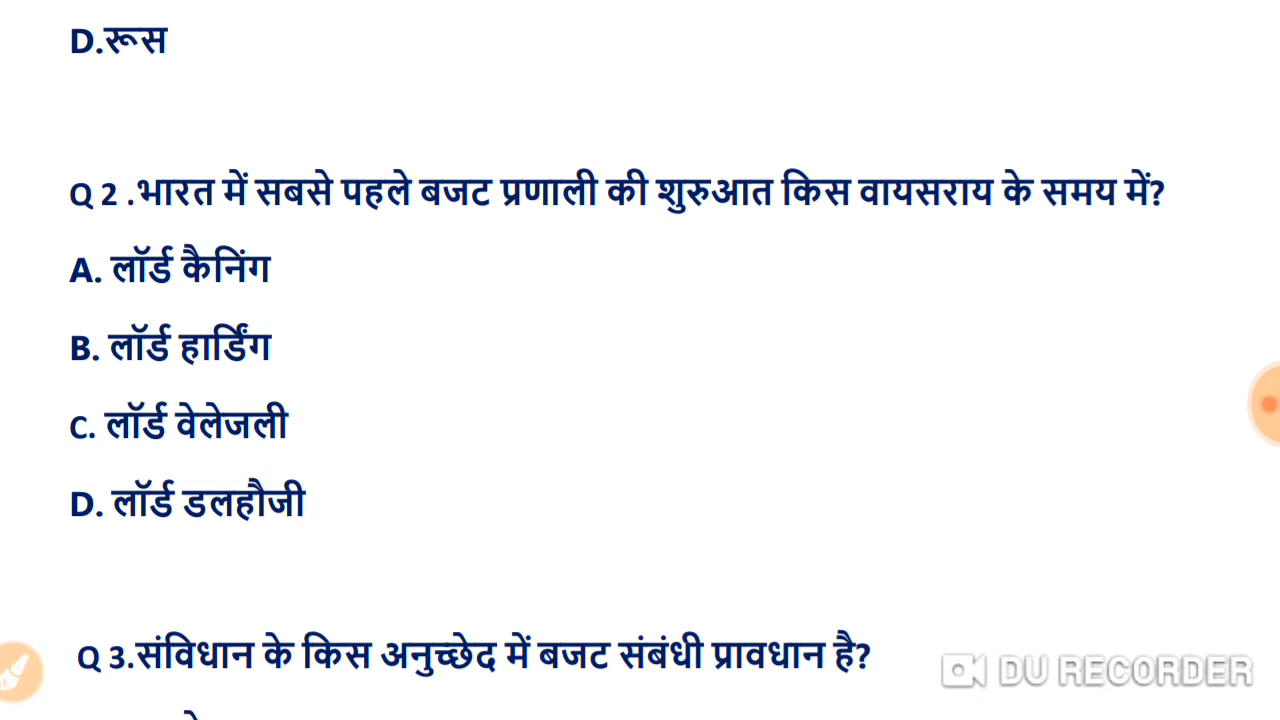 D.रूस
Q 2 .भारत में सबसे पहले बजट प्रणाली की शुरुआत किस वायसराय के समय में?
A. लॉर्ड कैनिंग
B. लॉर्ड हार्डिंग
C. लॉर्ड वेलेजली
D. लॉर्ड डलहौजी
Q 3.संविधान के किस अनुच्छेद में बजट संबंधी प्रावधान है?
DU RECORDER